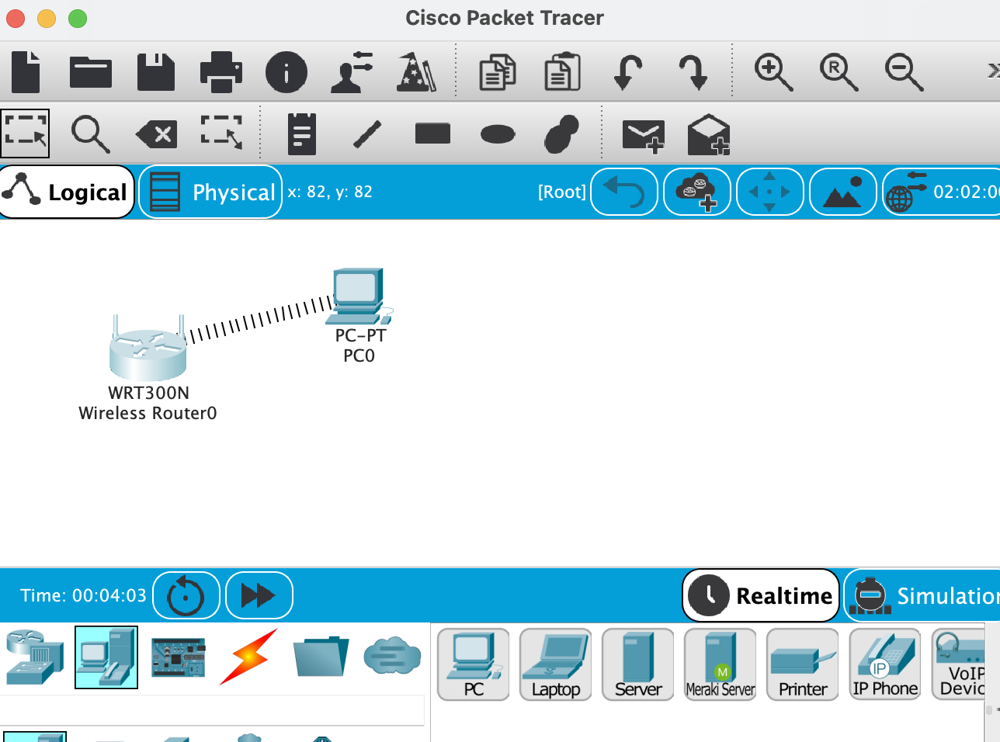 Cisco Packet Tracer
R
Logical
Physical
x: 82, y: 82
[Root]
02:02:0
PC-PT
PC0
WRT300N
Wireless Router0
Time: 00:04:03
Realtime
Simulation
PC
Laptop
Server
M
Meraki Server
Printer
IP
IP Phone
VoIP
Devic